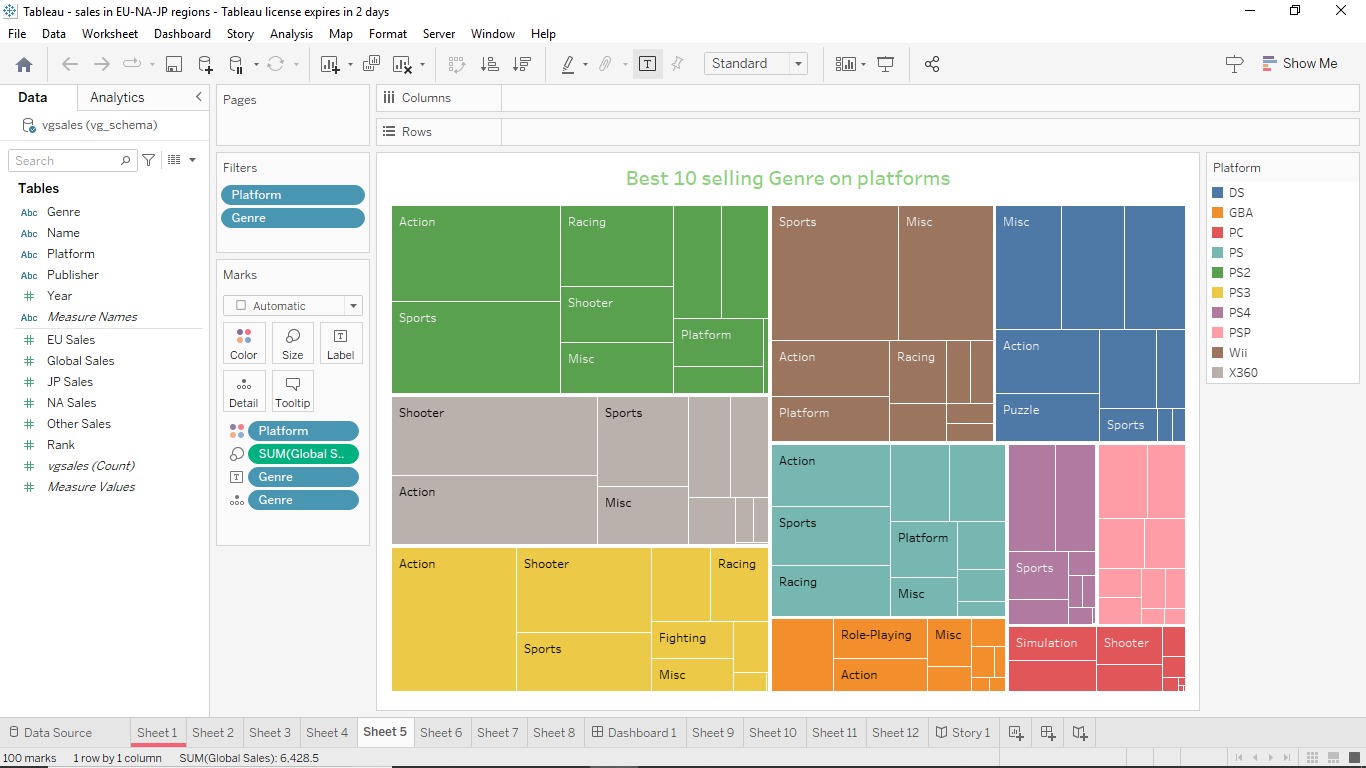 Tableau - sales in EU-NA-JP regions - Tableau license expires in 2 days
File Data Worksheet Dashboard Story Analysis Map Format Server Window Help
Standard
Show Me
Data Analytics
vgsales (vg_schema)
Search
Tables
Abc Genre
Abc Name
Abc Platform
Abc Publisher
# Year
Abc Measure Names
# EU Sales
# Global Sales
# JP Sales
# NA Sales
# Other Sales
# Rank
# vgsales (Count)
# Measure Values
Pages
Filters
Platform
Genre
Marks
Automatic
Color Size Label
Detail Tooltip
Platform
SUM(Global S..
Genre
Genre
Columns
Rows
Best 10 selling Genre on platforms
Action
Racing
Sports
Shooter
Misc
Platform
Sports
Misc
Action
Racing
Platform
Misc
Action
Puzzle
Sports
Shooter
Sports
Action
Misc
Action
Sports
Platform
Racing
Misc
Sports
Action
Shooter
Racing
Sports
Fighting
Misc
Role-Playing
Misc
Action
Simulation
Shooter
Platform
DS
GBA
PC
PS
PS2
PS3
PS4
PSP
Wii
X360
Data Source Sheet 1 Sheet 2 Sheet 3 Sheet 4 Sheet 5 Sheet 6 Sheet 7 Sheet 8 Dashboard 1 Sheet 9 Sheet 10 Sheet 11 Sheet 12 Story 1
100 marks 1 row by 1 column SUM(Global Sales): 6,428.5